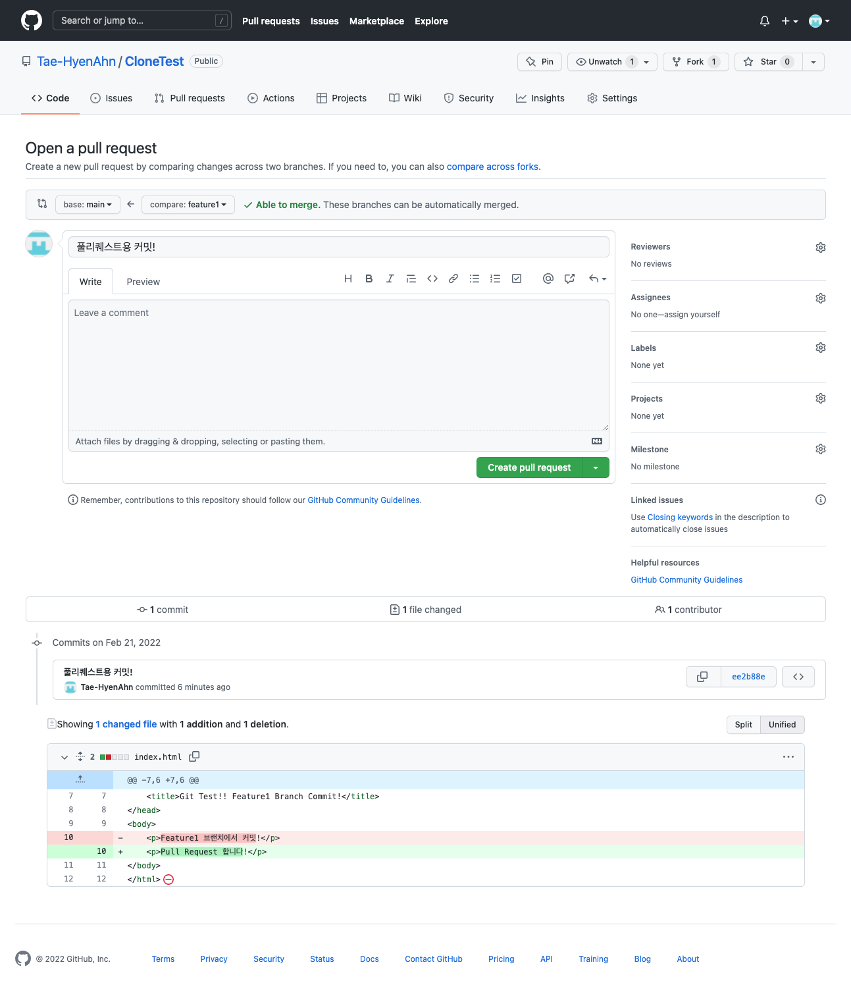 Search or jump to... /
Pull requests Issues Marketplace Explore
Tae-HyenAhn / CloneTest Public
Pin Unwatch 1 Fork 1 Star 0
Code Issues Pull requests Actions Projects Wiki Security Insights Settings
Open a pull request
Create a new pull request by comparing changes across two branches. If you need to, you can also compare across forks.
base: main compare: feature1 Able to merge. These branches can be automatically merged.
풀리퀘스트용 커밋!
Write Preview
Leave a comment
Attach files by dragging & dropping, selecting or pasting them.
Create pull request
Remember, contributions to this repository should follow our GitHub Community Guidelines.
Reviewers
No reviews
Assignees
No one—assign yourself
Labels
None yet
Projects
None yet
Milestone
No milestone
Linked issues
Use Closing keywords in the description to
automatically close issues
Helpful resources
GitHub Community Guidelines
1 commit 1 file changed 1 contributor
Commits on Feb 21, 2022
풀리퀘스트용 커밋!
Tae-HyenAhn committed 6 minutes ago
ee2b88e
Showing 1 changed file with 1 addition and 1 deletion.
Split Unified
2 index.html
@@ -7,6 +7,6 @@
7 7 <title>Git Test!! Feature1 Branch Commit!</title>
8 8 </head>
9 9 <body>
10 - <p>Feature1 브랜치에서 커밋!</p>
10 + <p>Pull Request 합니다!</p>
11 11 </body>
12 12 </html>
© 2022 GitHub, Inc. Terms Privacy Security Status Docs Contact GitHub Pricing API Training Blog About